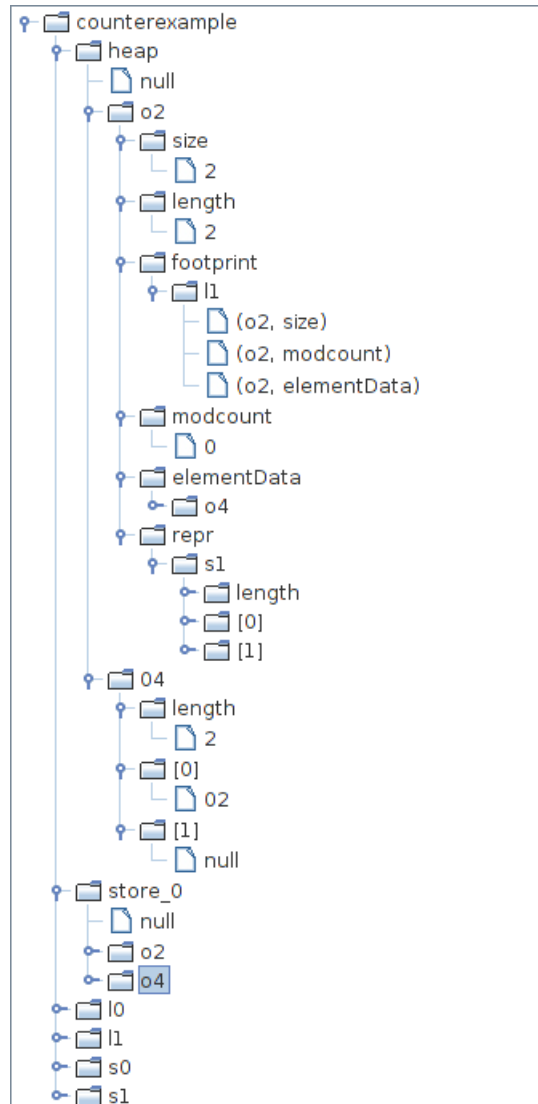 counterexample
heap
null
o2
size
2
length
2
footprint
l1
(o2, size)
(o2, modcount)
(o2, elementData)
modcount
0
elementData
o4
repr
s1
length
[0]
[1]
04
length
2
[0]
02
[1]
null
store_0
null
o2
o4
l0
l1
s0
s1